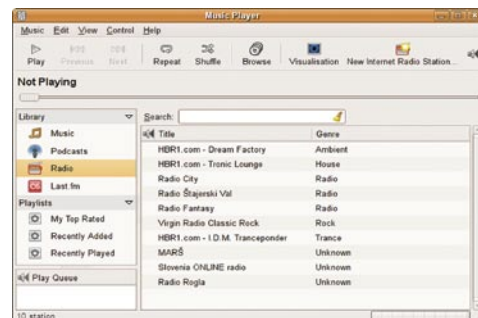 Music Player
Music Edit View Control Help
Play Previous Next Repeat Shuffle Browse Visualisation New Internet Radio Station...
Not Playing
Library
Music
Podcasts
Radio
Last.fm
Playlists
My Top Rated
Recently Added
Recently Played
Play Queue
Search:
Title Genre
HBR1.com - Dream Factory Ambient
HBR1.com - Tronic Lounge House
Radio City Radio
Radio Štajerski Val Radio
Radio Fantasy Radio
Virgin Radio Classic Rock Rock
HBR1.com - I.D.M. Tranceponder Trance
MARŠ Unknown
Slovenia ONLINE radio Unknown
Radio Rogla Unknown
10 station